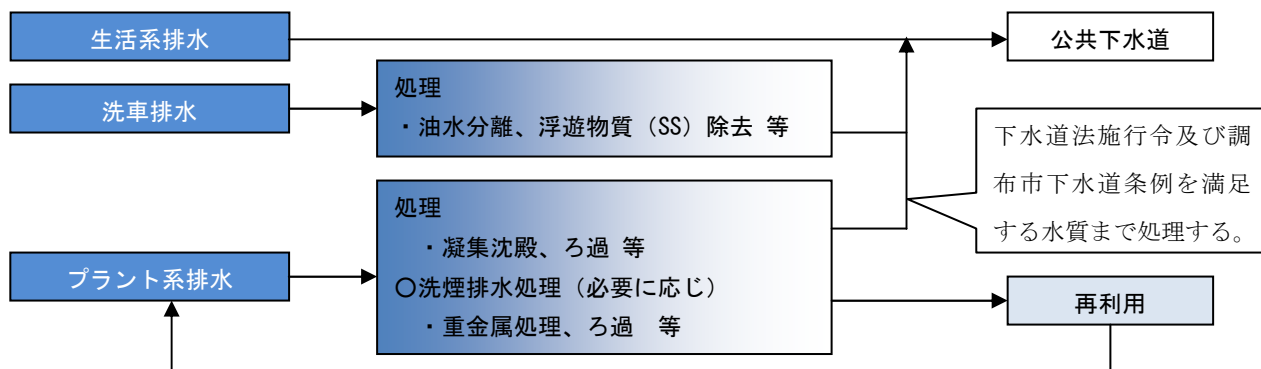 生活系排水
公共下水道
洗車排水
処理
・油水分離、浮遊物質（SS）除去 等
下水道法施行令及び調
布市下水道条例を満足
する水質まで処理する。
プラント系排水
処理
・凝集沈殿、ろ過 等
〇洗煙排水処理（必要に応じ）
・重金属処理、ろ過　等
再利用